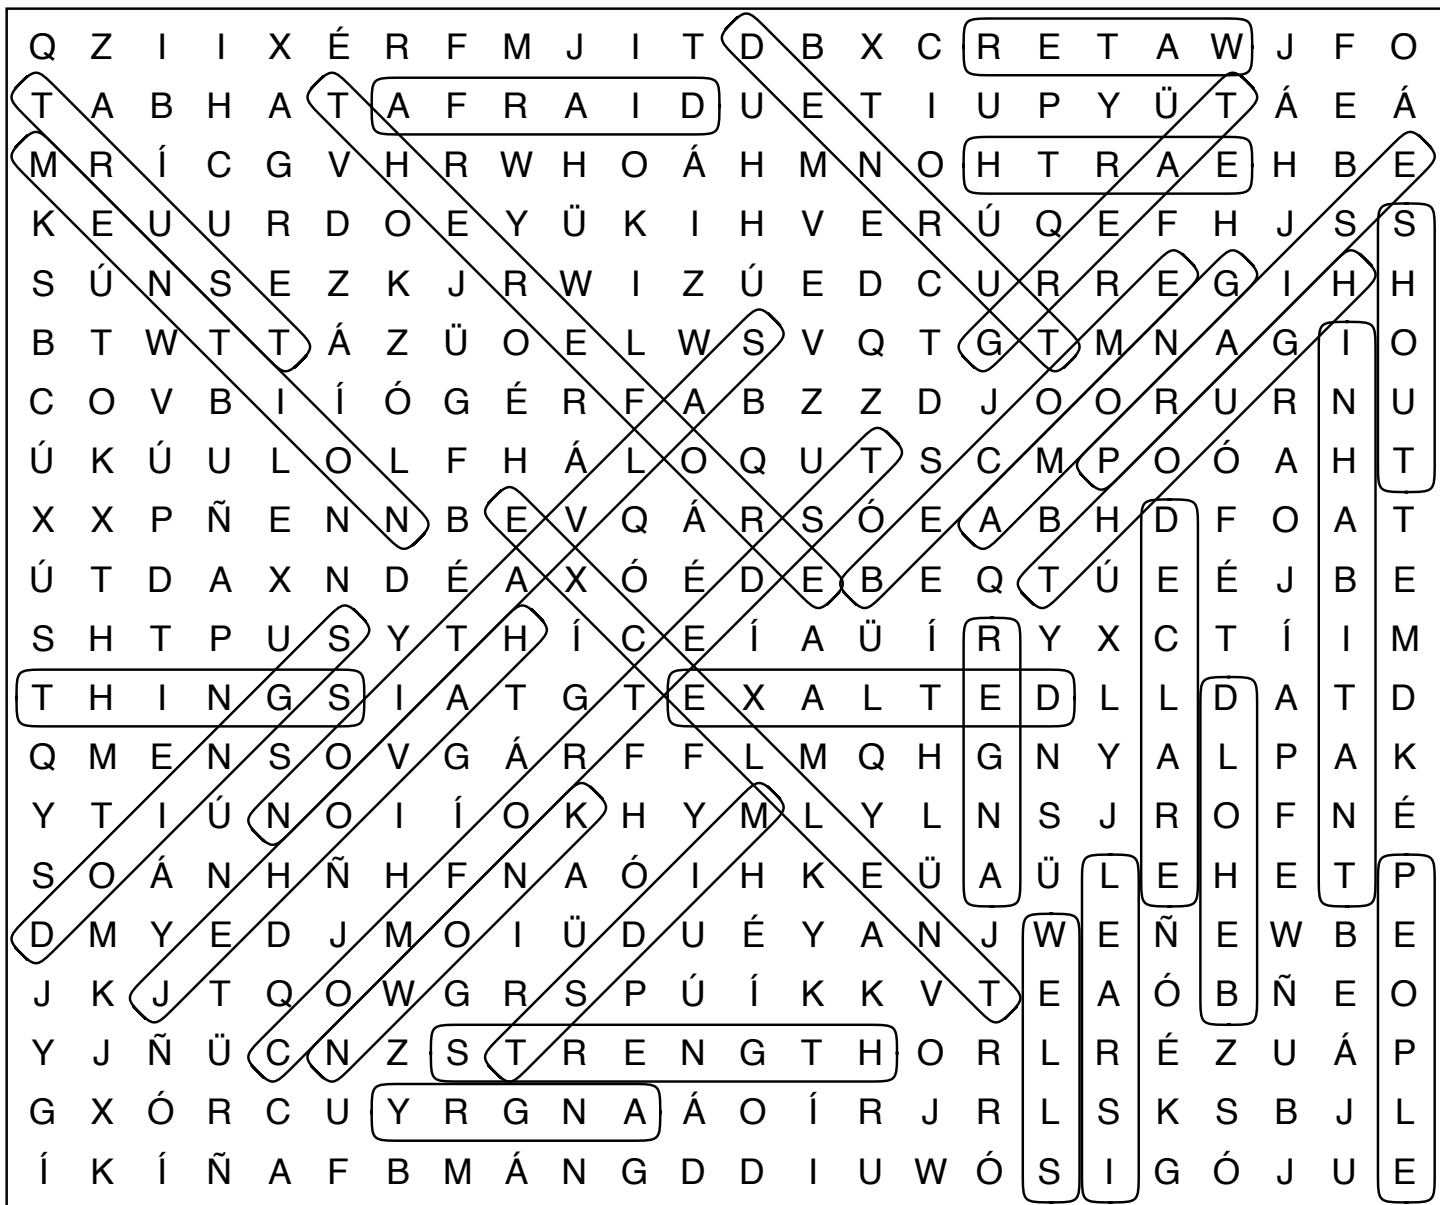 Q Z I I X É R F M J I T D B X C R E T A W J F O
T A B H A T A F R A I D U E T I U P Y Ü T Á E Á
M R Í C G V H R W H O Á H M N O H T R A E H B E
K E U U R D O E Y Ü K I H V E R Ú Q E F H J S S
S Ú N S E Z K J R W I Z Ú E D C U R R E G I H H
B T W T T Á Z Ü O E L W S V Q T G T M N A G I O
C O V B I Í Ó G É R F A B Z Z D J O O R U R N U
Ú K Ú U L O L F H Á L O Q U T S C M P O Ó A H T
X X P Ñ E N N B E V Q Á R S Ó E A B H D F O A T
Ú T D A X N D É A X Ó É D E B E Q T Ú E É J B E
S H T P U S Y T H Í C E Í A Ü Í R Y X C T Í I M
T H I N G S I A T G T E X A L T E D L L D A T D
Q M E N S O V G Á R F F L M Q H G N Y A L P A K
Y T I Ú N O I Í O K H Y M L Y L N S J R O F N É
S O Á N H Ñ H F N A Ó I H K E Ü A Ü L E H E T P
D M Y E D J M O I Ü D U É Y A N J W E Ñ E W B E
J K J T Q O W G R S P Ú Í K K V T E A Ó B Ñ E O
Y J Ñ Ü C N Z S T R E N G T H O R L R É Z U Á P
G X Ó R C U Y R G N A Á O Í R J R L S K S B J L
Í K Í Ñ A F B M Á N G D D I U W Ó S I G Ó J U E